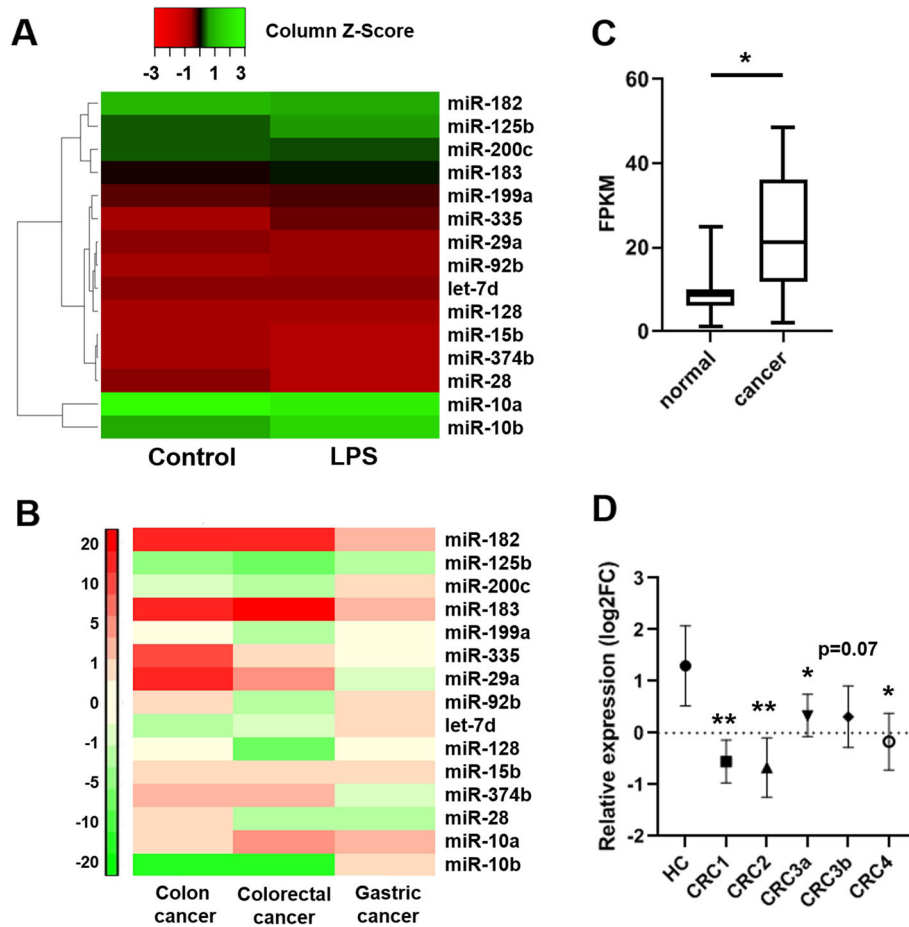 A
Column Z-Score
-3 -1 1 3
miR-182
miR-125b
miR-200c
miR-183
miR-199a
miR-335
miR-29a
miR-92b
let-7d
miR-128
miR-15b
miR-374b
miR-28
miR-10a
miR-10b
Control LPS
B
20
10
5
1
0
-1
-5
-10
-20
miR-182
miR-125b
miR-200c
miR-183
miR-199a
miR-335
miR-29a
miR-92b
let-7d
miR-128
miR-15b
miR-374b
miR-28
miR-10a
miR-10b
Colon Colorectal Gastric
cancer cancer cancer
C
*
FPKM
60
40
20
0
normal cancer
D
Relative expression (log2FC)
3
2
1
0
-1
-2
p=0.07
** ** * *
HC CRC1 CRC2 CRC3a CRC3b CRC4